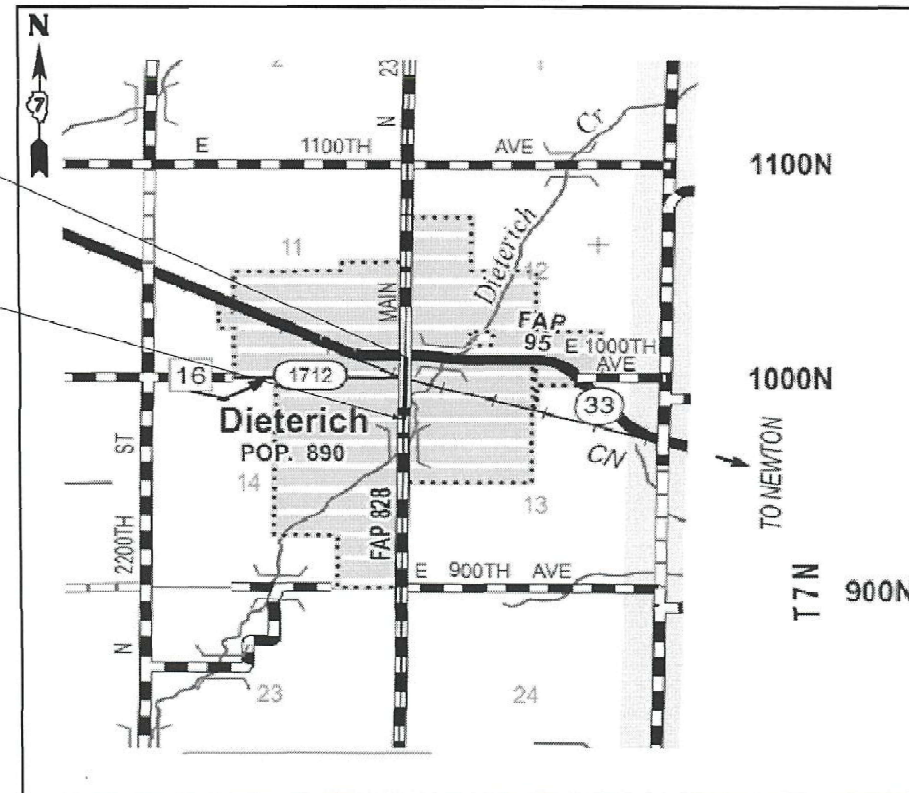 N
7
23
N
Cr
E 1100TH AVE
1100N
Dieterich
11
12
MAIN
FAP
95
E 1000TH
AVE
16
1712
1000N
33
Dieterich
POP. 890
CN
TO NEWTON
ST
14
13
2200TH
FAP 828
E 900TH AVE
T 7 N
900N
N
23
24